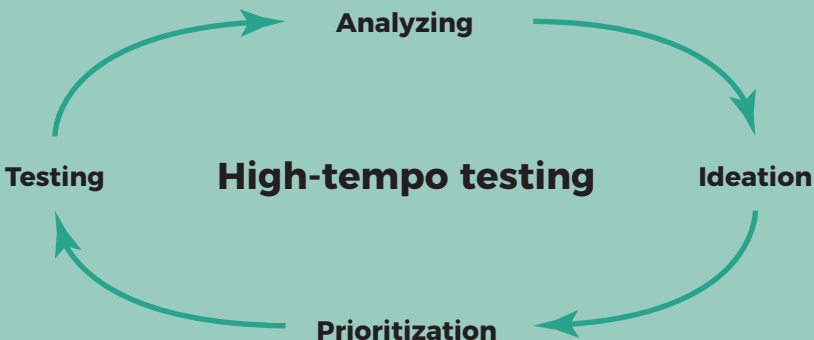 Analyzing
Testing
High-tempo testing
Ideation
Prioritization